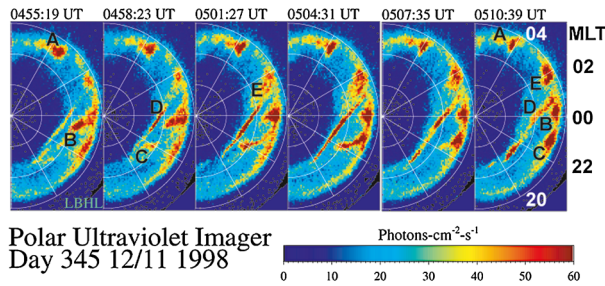 0455:19 UT 0458:23 UT 0501:27 UT 0504:31 UT 0507:35 UT 0510:39 UT
A A 04 MLT
E E 02
D D
B B 00
C C 22
LBHL 20
Polar Ultraviolet Imager
Day 345 12/11 1998
Photons-cm⁻²-s⁻¹
0 10 20 30 40 50 60